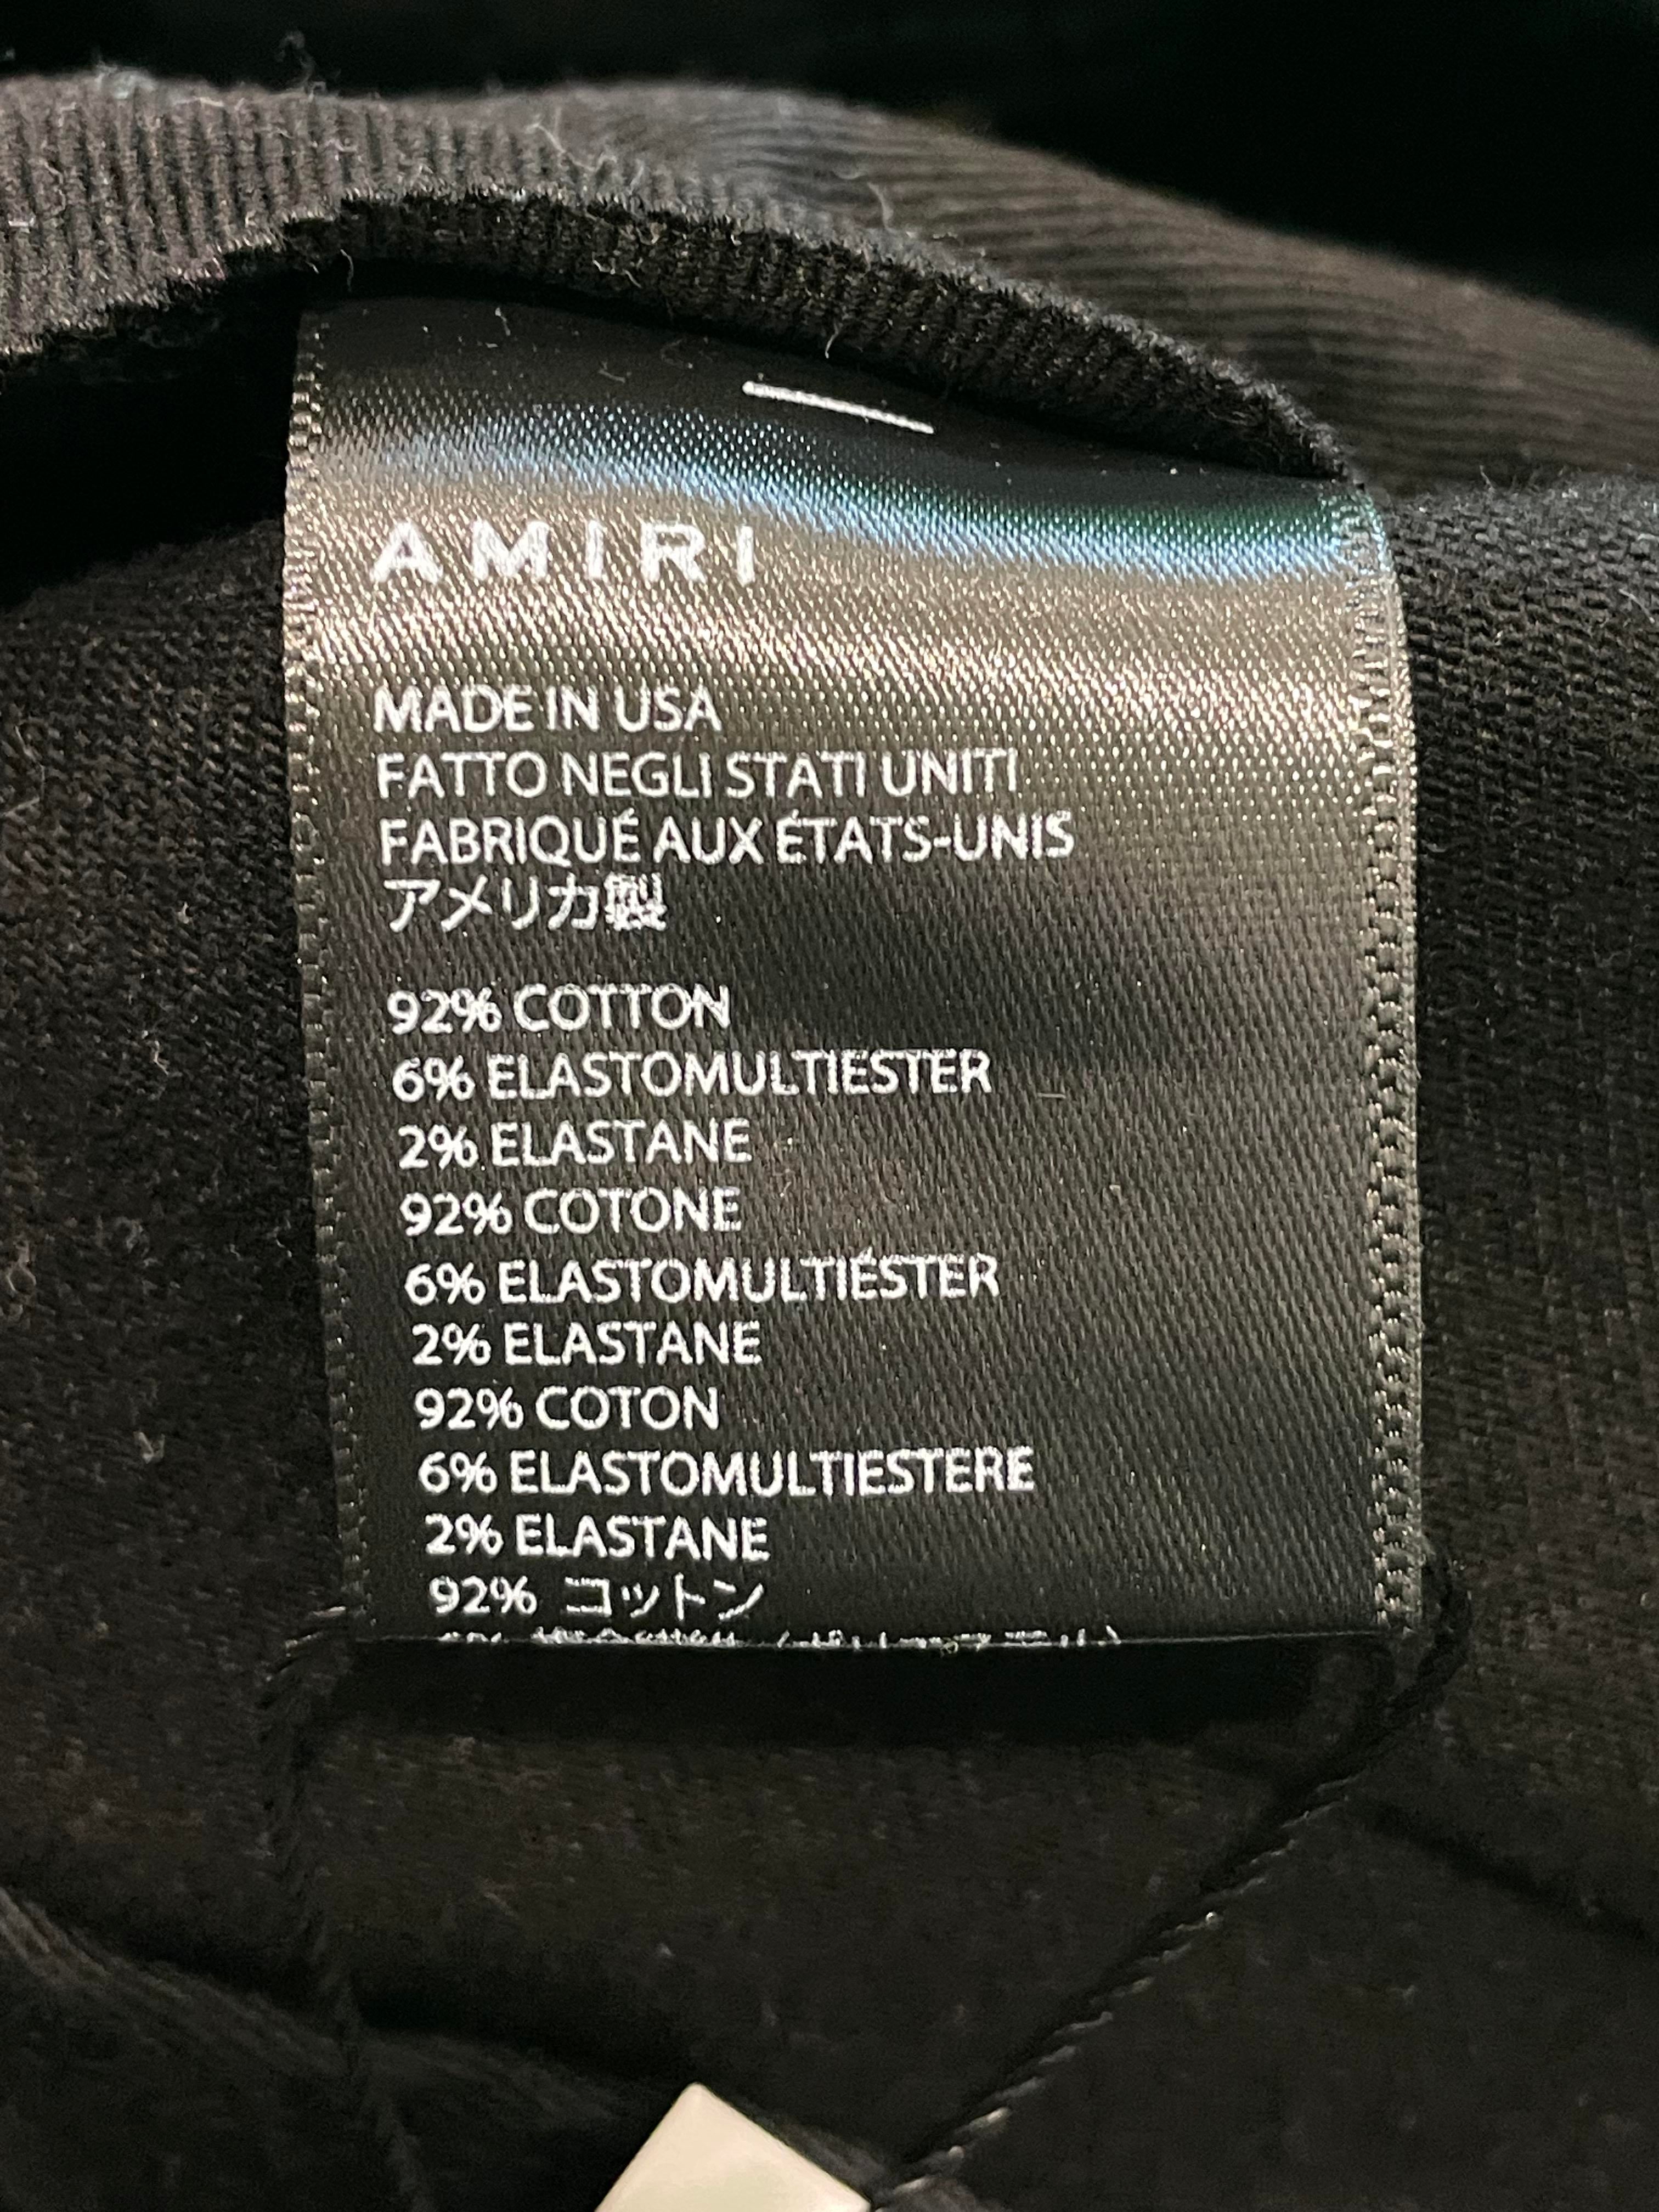 AMIRI
MADE IN USA
FATTO NEGLI STATI UNITI
FABRIQUÉ AUX ÉTATS-UNIS
アメリカ製
92% COTTON
6% ELASTOMULTIESTER
2% ELASTANE
92% COTONE
6% ELASTOMULTIÉSTER
2% ELASTANE
92% COTON
6% ELASTOMULTIESTERE
2% ELASTANE
92% コットン